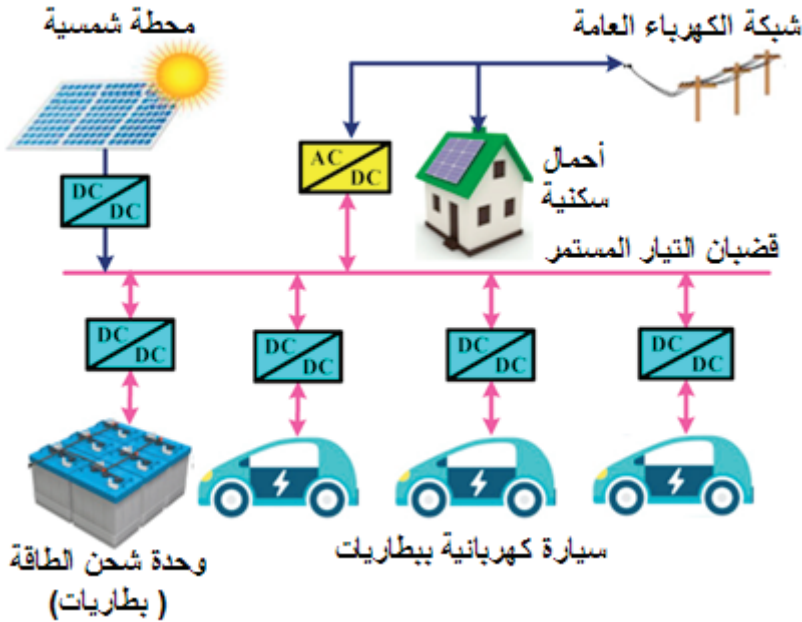 محطة شمسية
شبكة الكهرباء العامة
AC
DC
أحمال
سكنية
DC
DC
قضبان التيار المستمر
DC
DC
DC
DC
DC
DC
DC
DC
سيارة كهربائية ببطاريات
وحدة شحن الطاقة
( بطاريات)